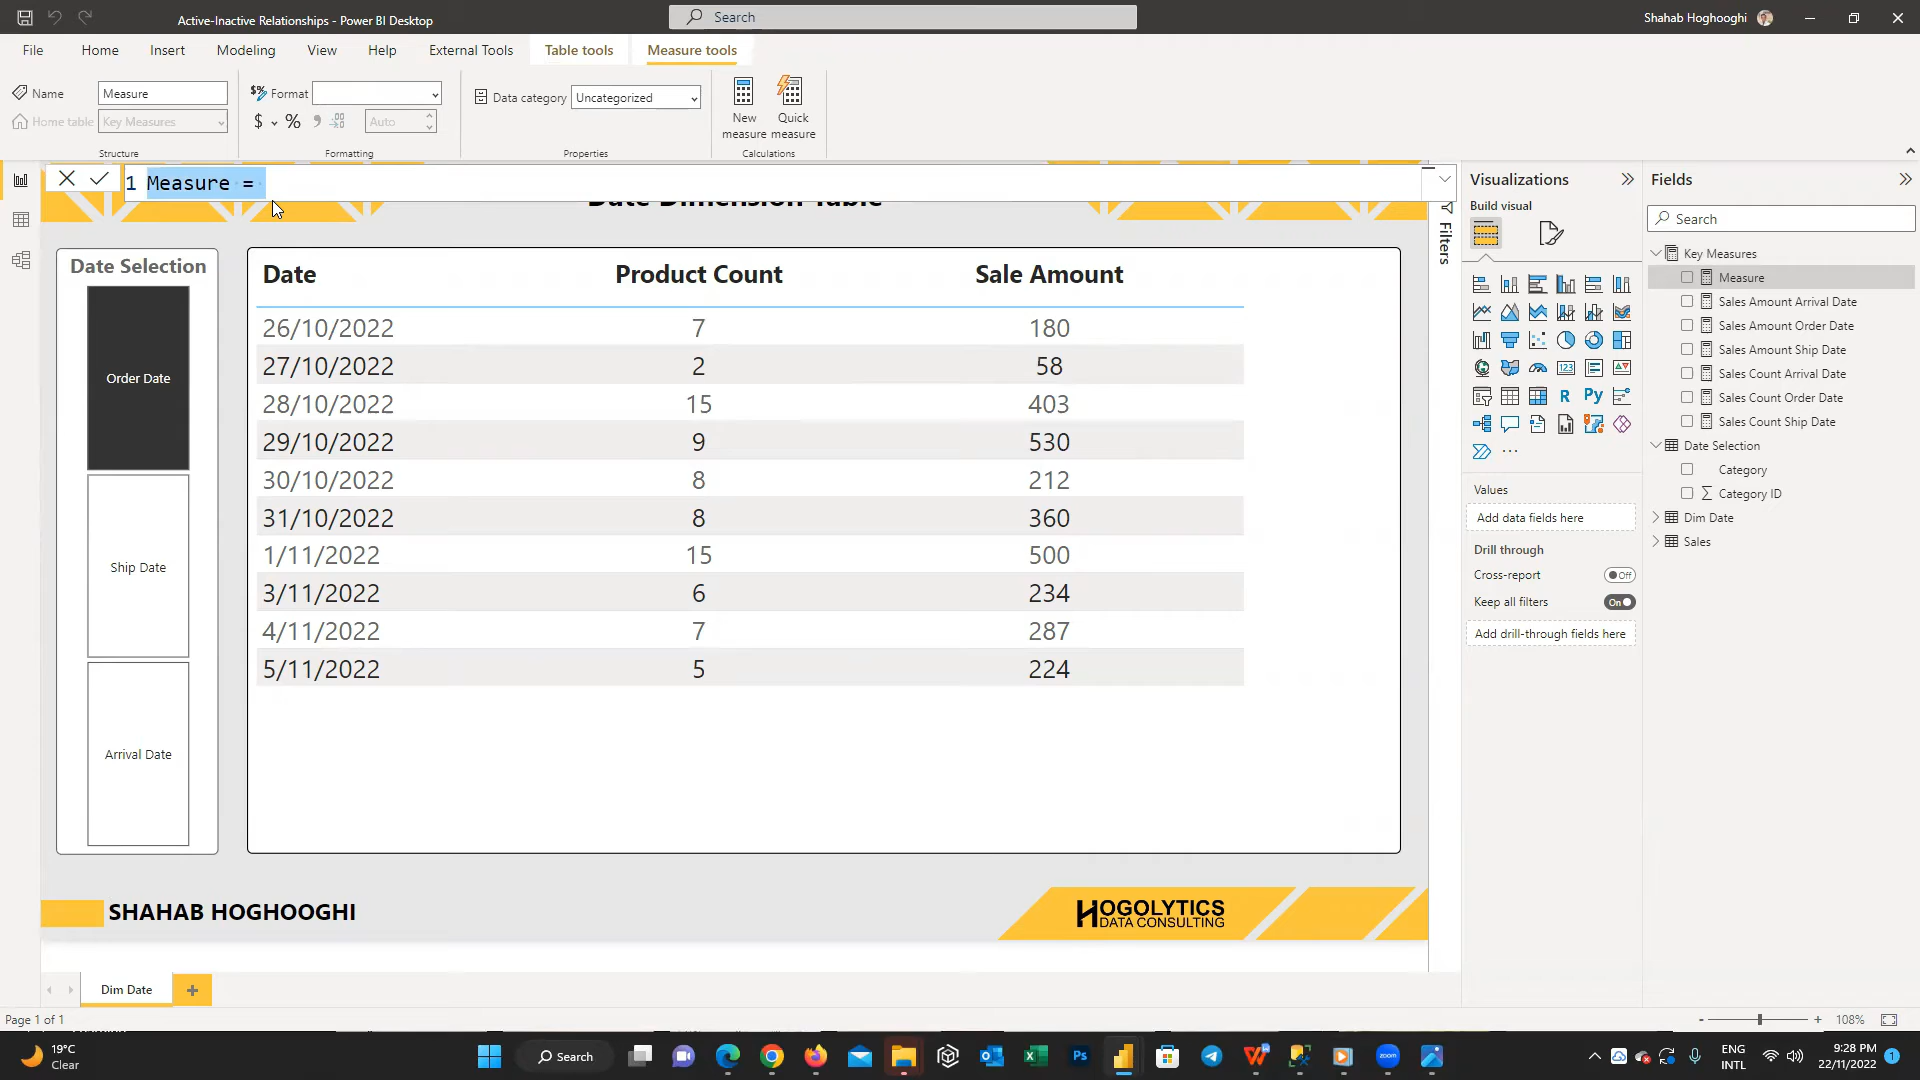 Active-Inactive Relationships - Power BI Desktop
Search
Shahab Hoghooghi
File
Home
Insert
Modeling
View
Help
External Tools
Table tools
Measure tools
Name
Measure
Home table
Key Measures
Structure
Format
$
%
Auto
Formatting
Data category
Uncategorized
Properties
New measure
Quick measure
Calculations
1 Measure =
Date Dimension Table
Date Selection
Order Date
Ship Date
Arrival Date
Date Product Count Sale Amount
26/10/2022 7 180
27/10/2022 2 58
28/10/2022 15 403
29/10/2022 9 530
30/10/2022 8 212
31/10/2022 8 360
1/11/2022 15 500
3/11/2022 6 234
4/11/2022 7 287
5/11/2022 5 224
SHAHAB HOGHOOGHI
HOGOLYTICS
DATA CONSULTING
Filters
Visualizations
Build visual
123
R
Py
Values
Add data fields here
Drill through
Cross-report
Off
Keep all filters
On
Add drill-through fields here
Fields
Search
Key Measures
Measure
Sales Amount Arrival Date
Sales Amount Order Date
Sales Amount Ship Date
Sales Count Arrival Date
Sales Count Order Date
Sales Count Ship Date
Date Selection
Category
Category ID
Dim Date
Sales
Dim Date
Page 1 of 1
108%
19°C
Clear
Search
Ps
ENG
INTL
9:28 PM
22/11/2022
1